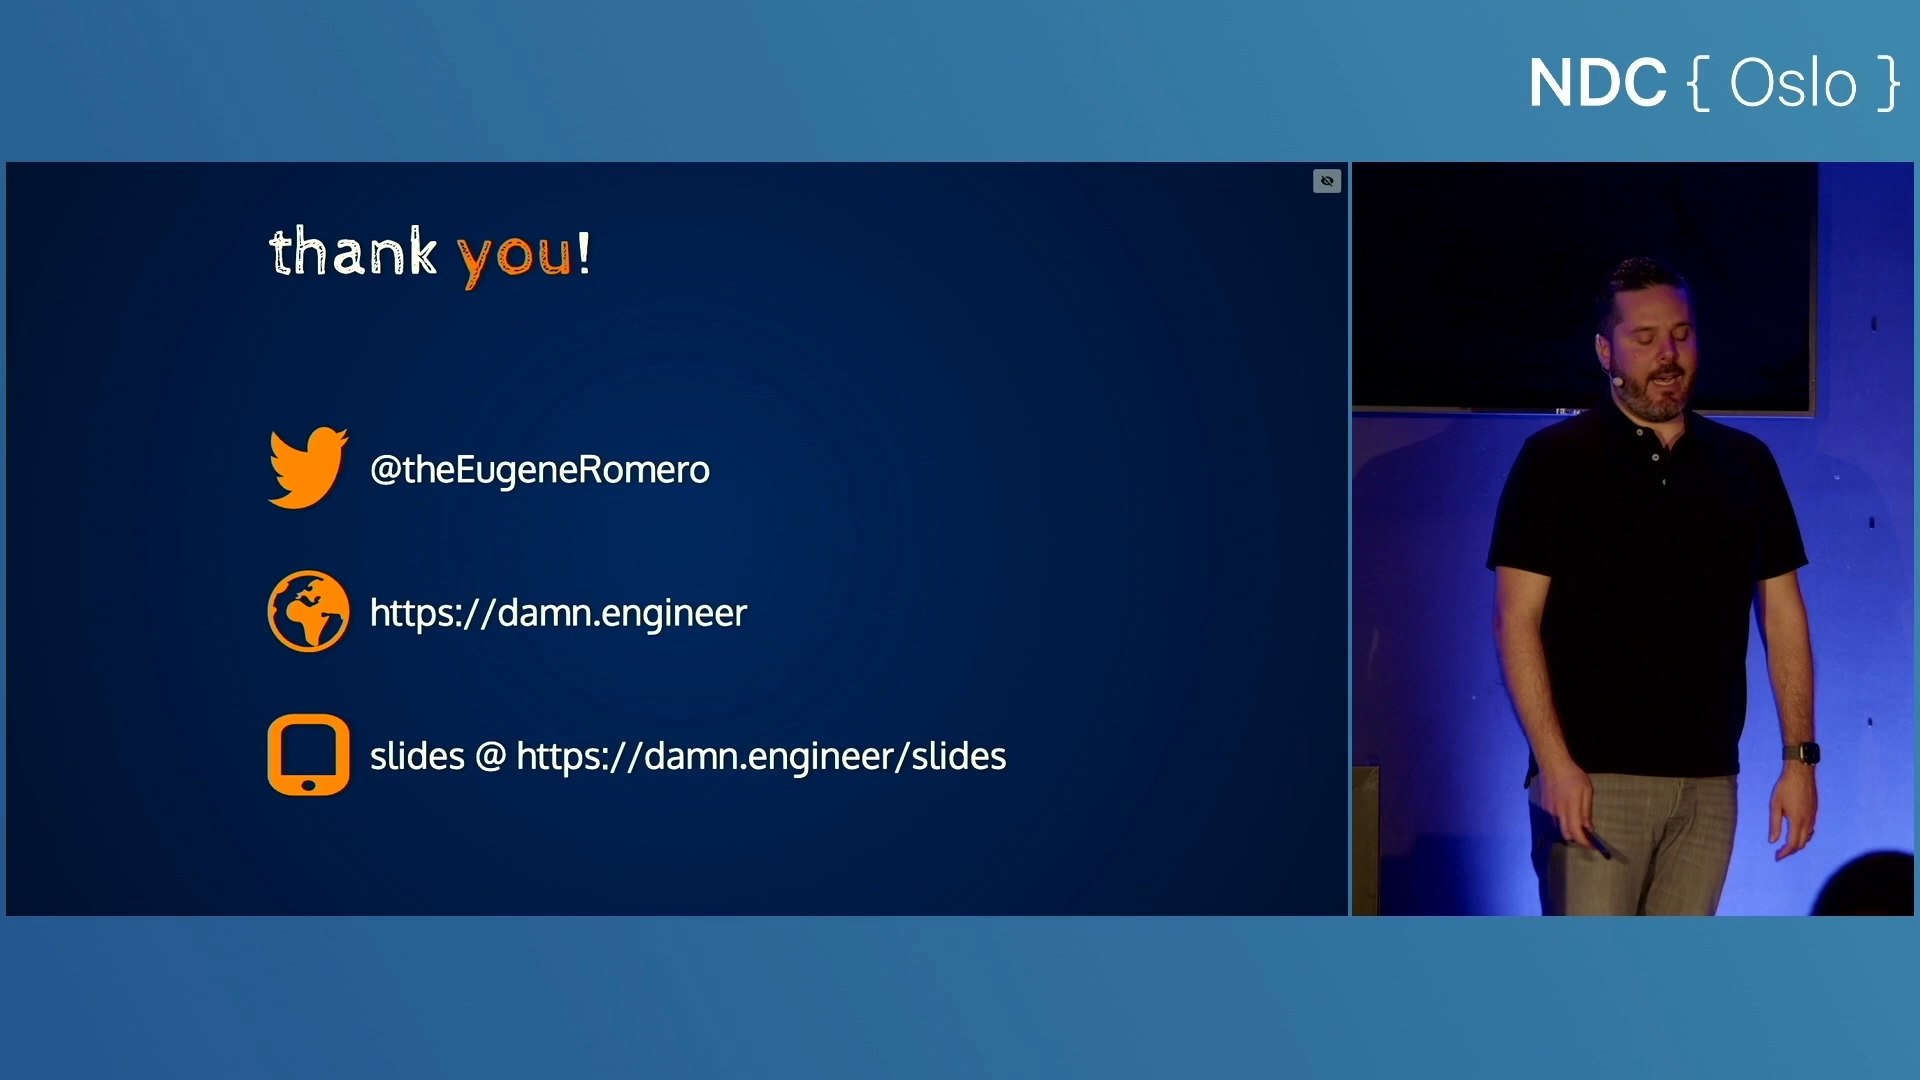 NDC { Oslo }
thank you!
@theEugeneRomero
https://damn.engineer
slides @ https://damn.engineer/slides